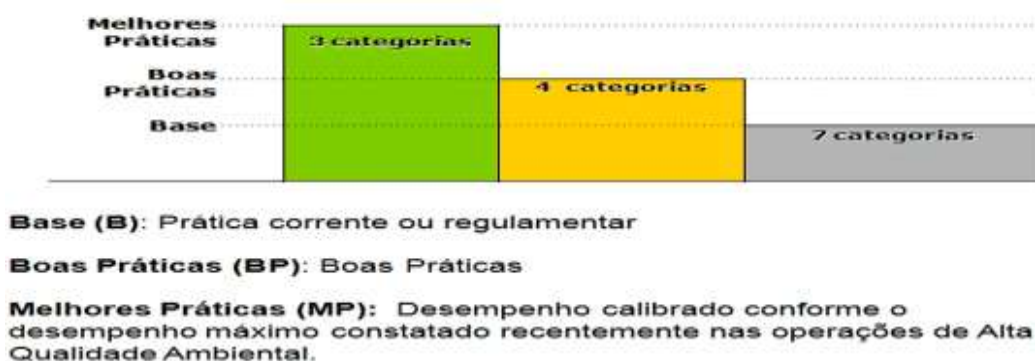 Melhores
Práticas
3 categorias
Boas
Práticas
4 categorias
Base
7 categorias
Base (B): Prática corrente ou regulamentar
Boas Práticas (BP): Boas Práticas
Melhores Práticas (MP): Desempenho calibrado conforme o
desempenho máximo constatado recentemente nas operações de Alta
Qualidade Ambiental.